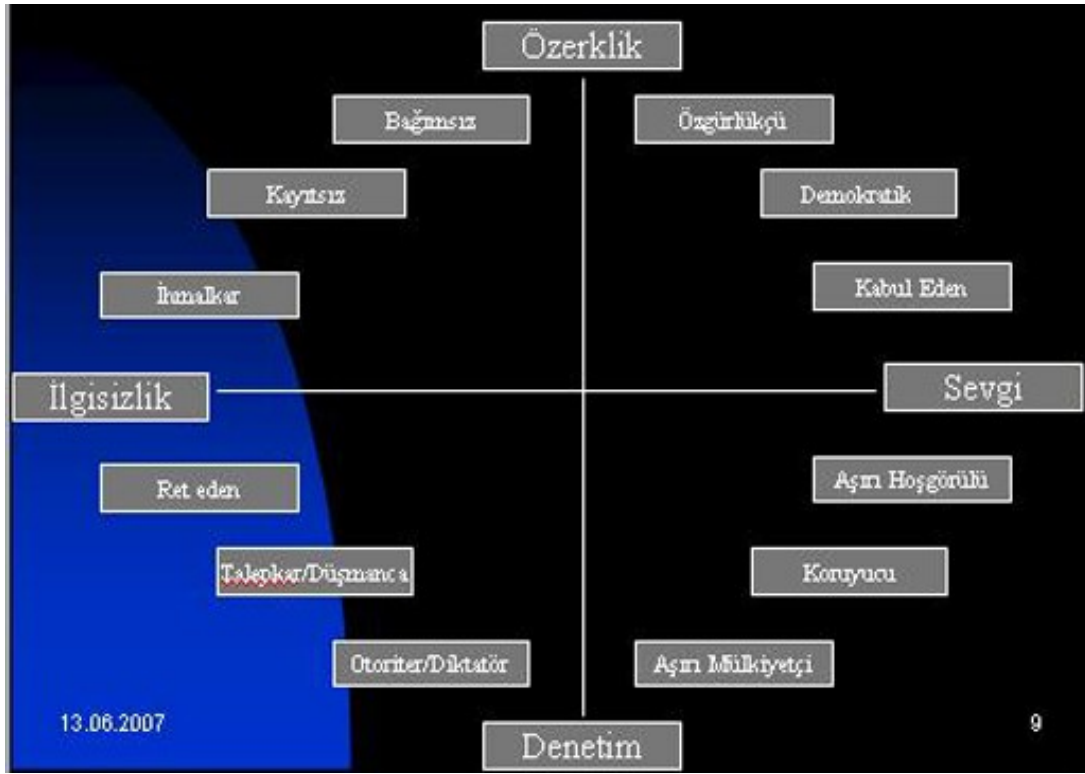 Özerklik
Bağımsız
Özgürlükçü
Kayıtsız
Demokratik
İhmalkar
Kabul Eden
İlgisizlik
Sevgi
Ret eden
Aşırı Hoşgörülü
Talepkar/Düşmanca
Koruyucu
Otoriter/Diktatör
Aşırı Mülkiyetçi
13.06.2007
9
Denetim